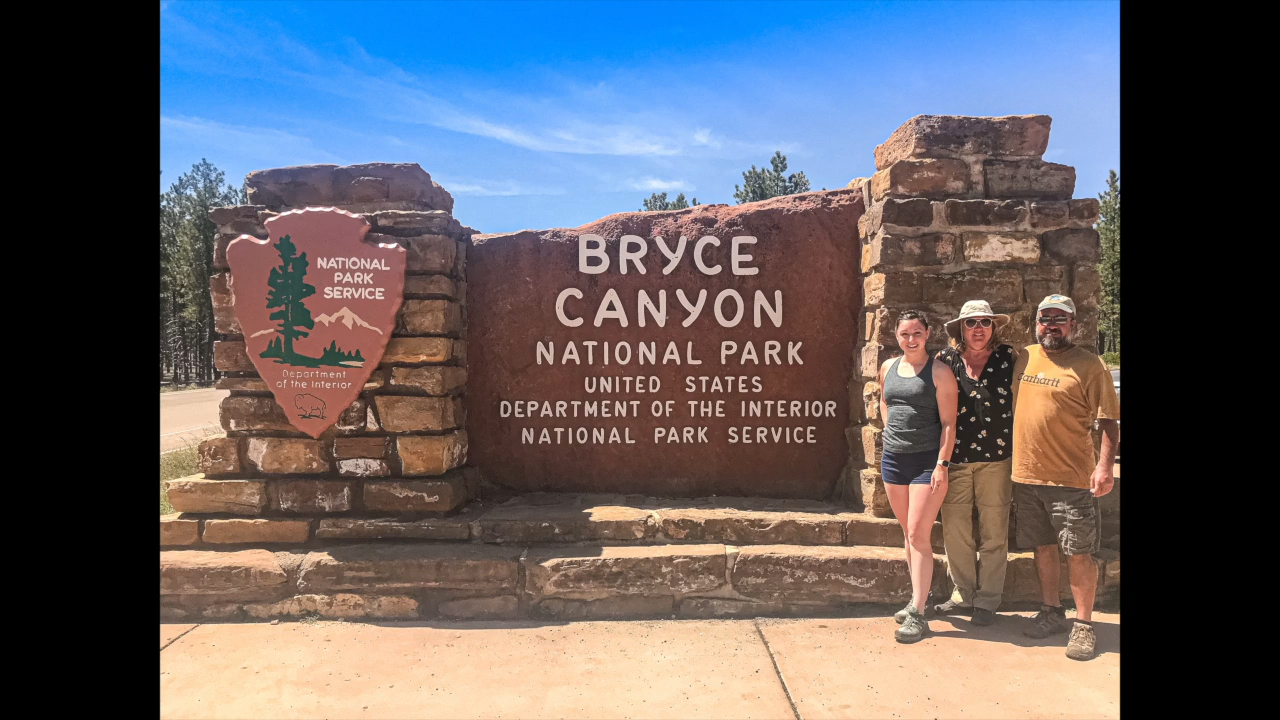 NATIONAL
PARK
SERVICE
Department
of the Interior
BRYCE
CANYON
NATIONAL PARK
UNITED STATES
DEPARTMENT OF THE INTERIOR
NATIONAL PARK SERVICE
Carhartt